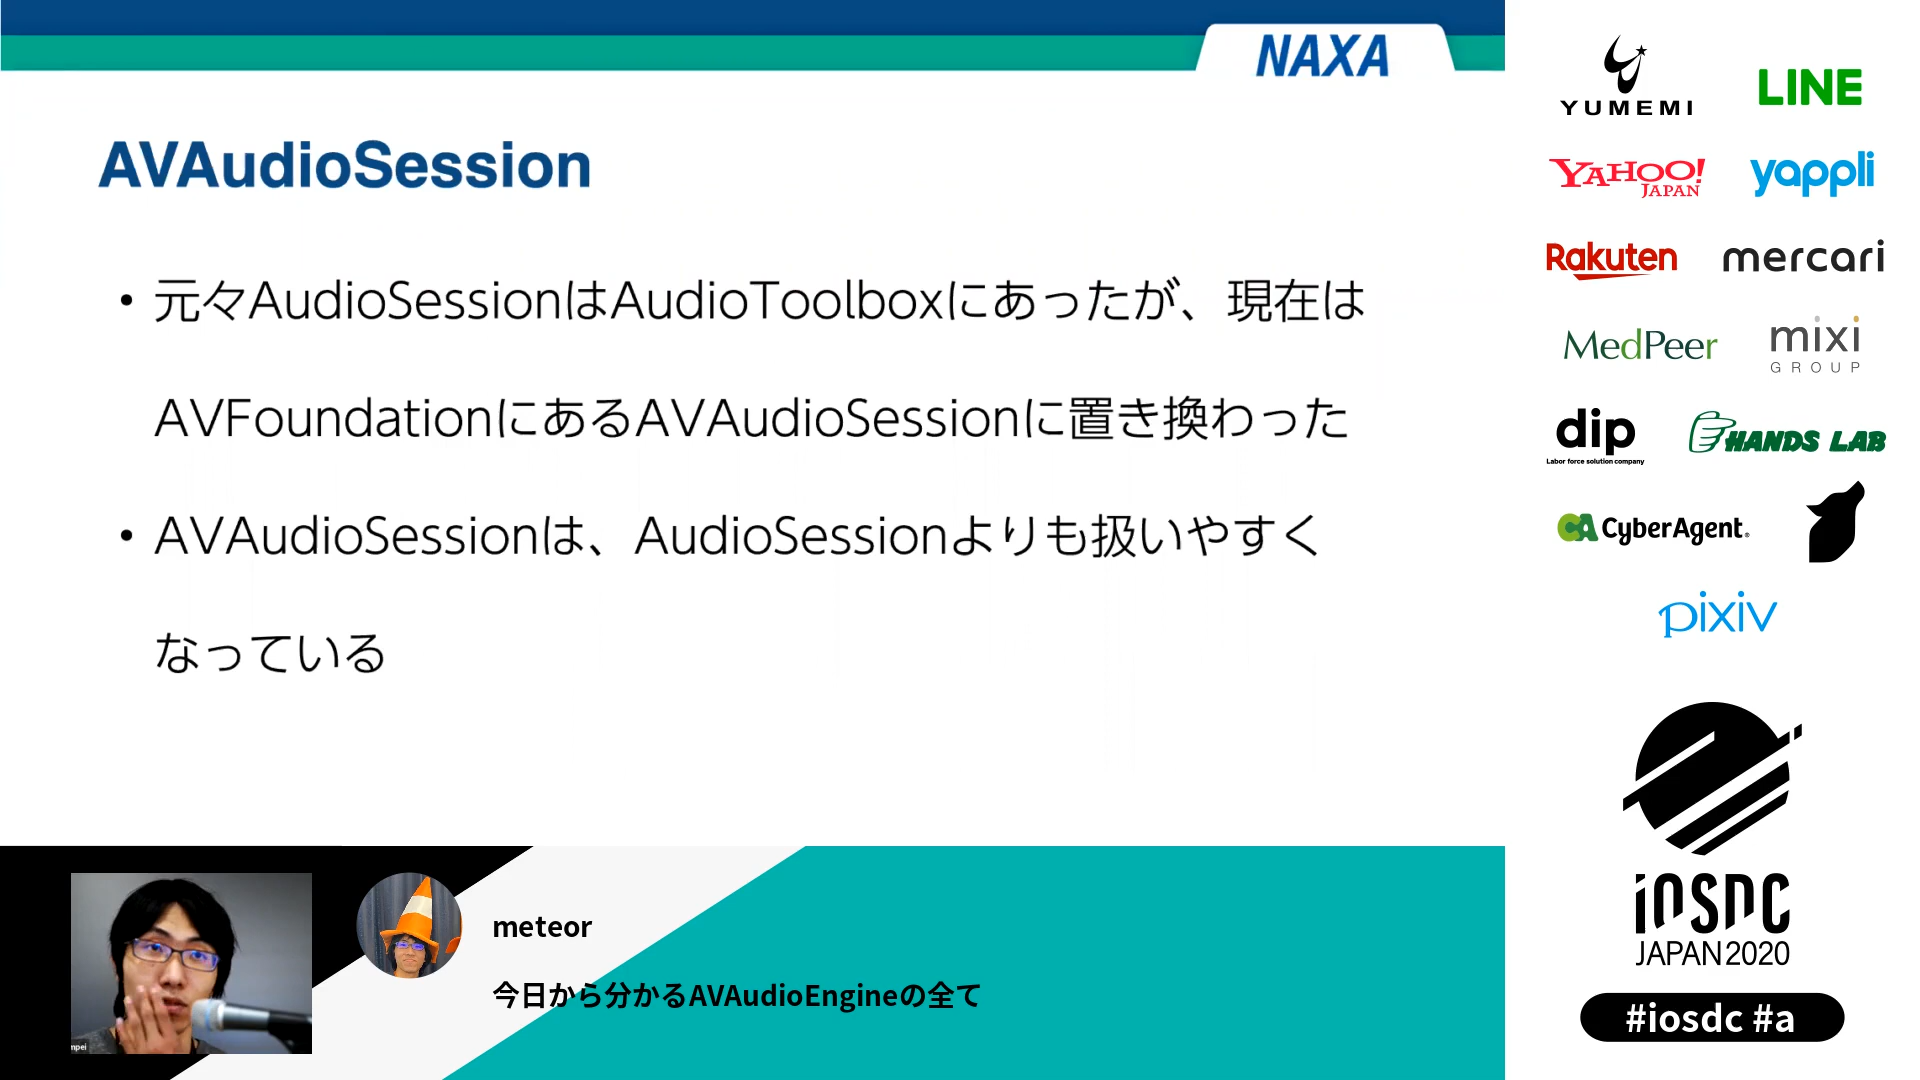 NAXA
AVAudioSession
・元々AudioSessionはAudioToolboxにあったが、現在は
AVFoundationにあるAVAudioSessionに置き換わった
・AVAudioSessionは、AudioSessionよりも扱いやすく
なっている
meteor
今日から分かるAVAudioEngineの全て
mpei
YUMEMI
LINE
YAHOO!
JAPAN
yappli
Rakuten
mercari
MedPeer
mixi
GROUP
dip
Labor force solution company
HANDS LAB
CA CyberAgent.
pixiv
iOSDC
JAPAN2020
#iosdc #a